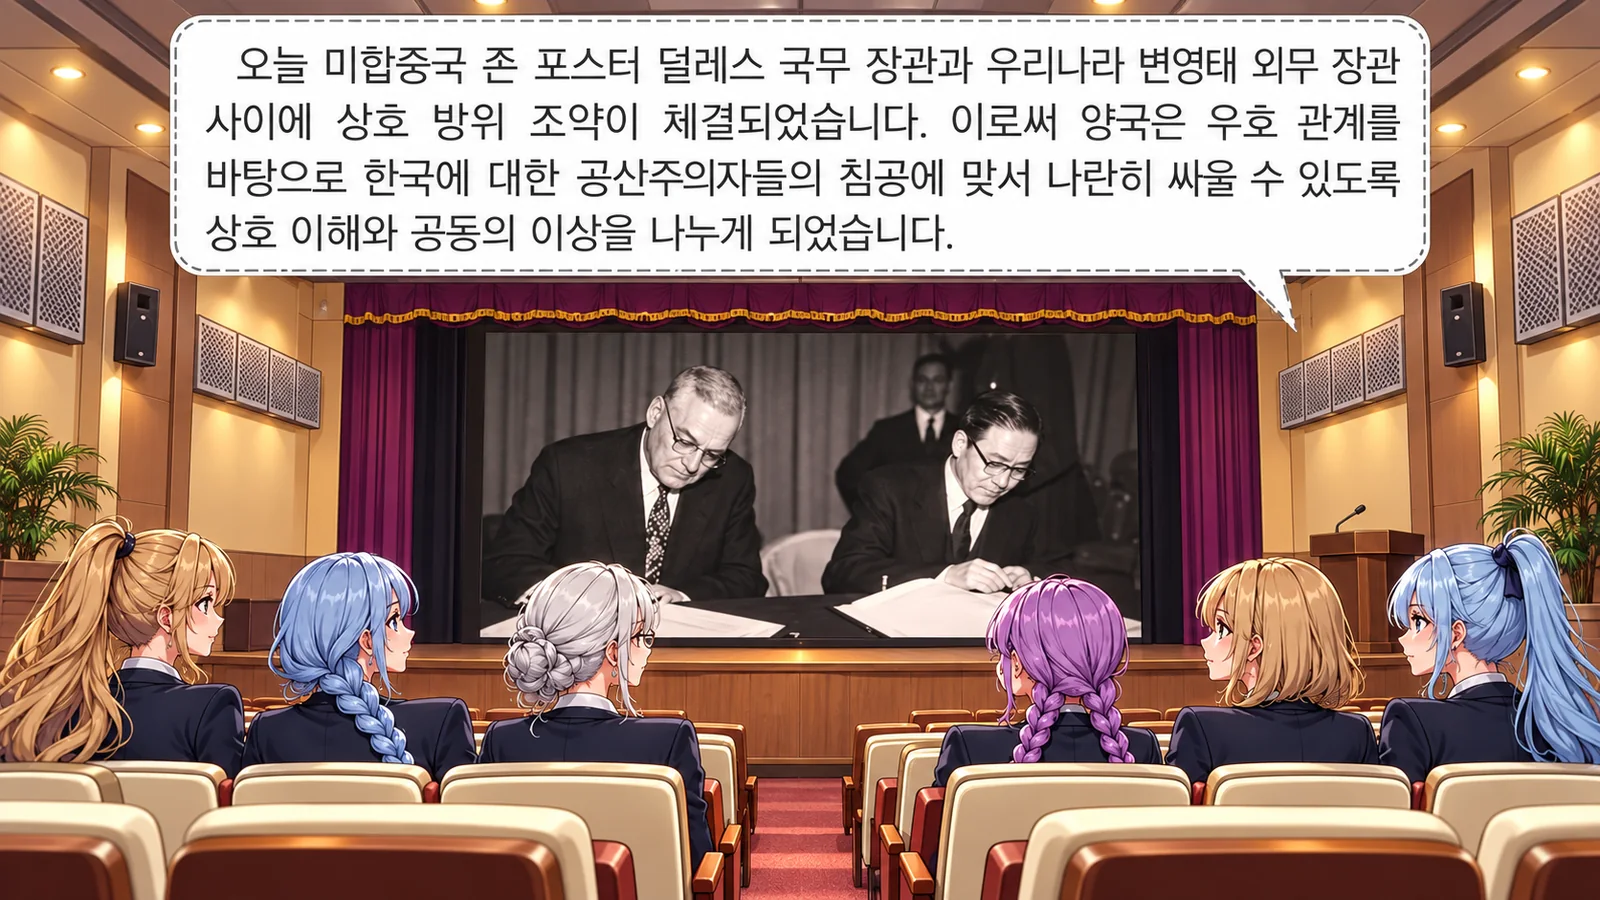 오늘 미합중국 존 포스터 덜레스 국무 장관과 우리나라 변영태 외무 장관
사이에 상호 방위 조약이 체결되었습니다. 이로써 양국은 우호 관계를
바탕으로 한국에 대한 공산주의자들의 침공에 맞서 나란히 싸울 수 있도록
상호 이해와 공동의 이상을 나누게 되었습니다.